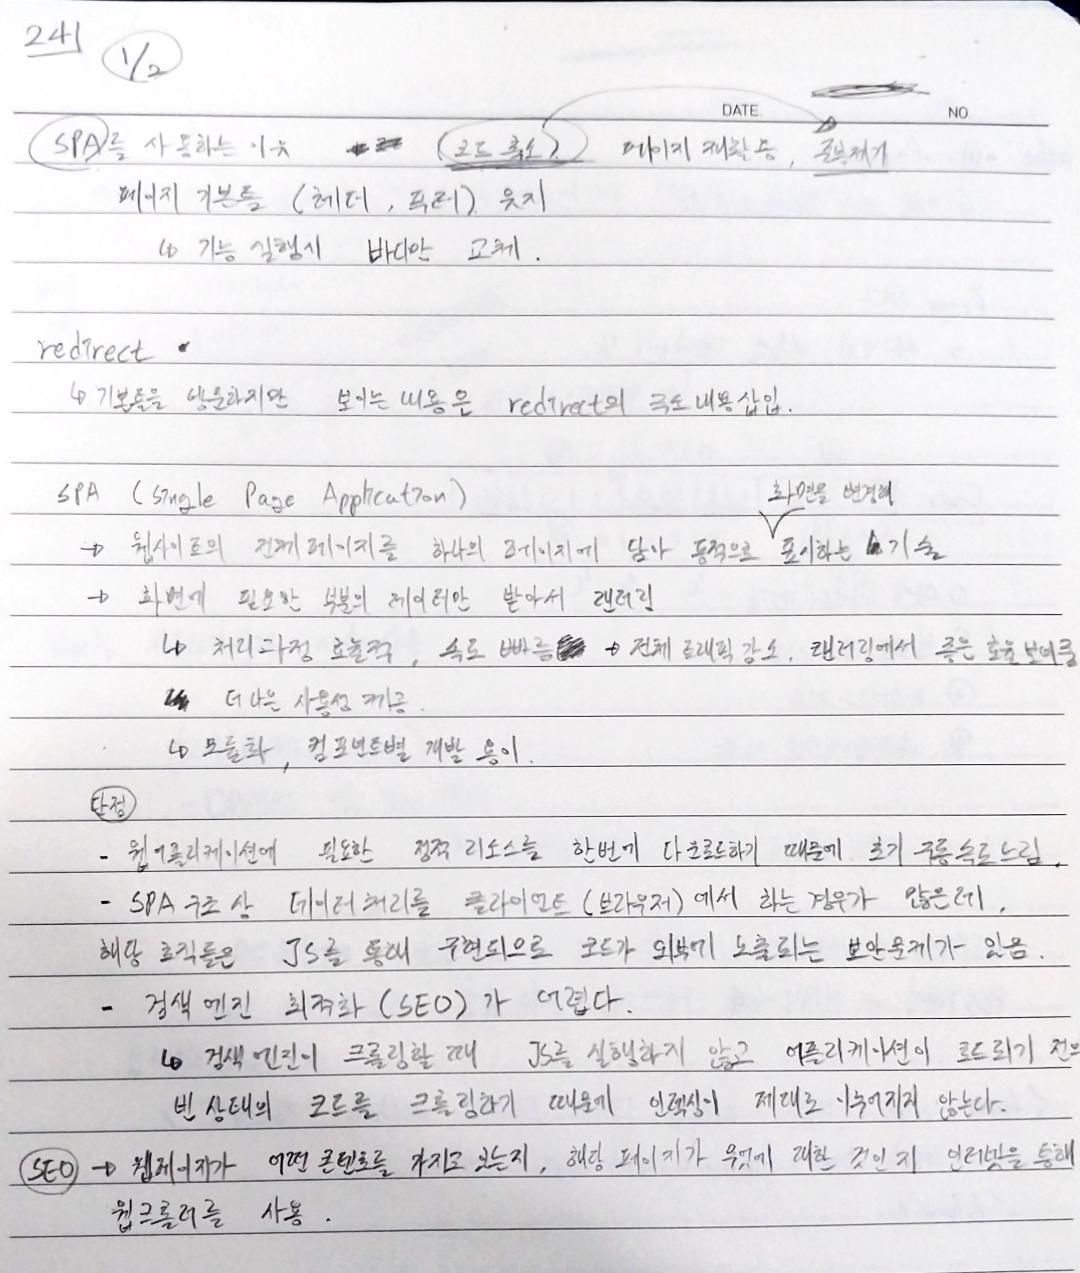 241
1/2
DATE. NO
SPA를 사용하는 이유 (코드 축소) 페이지 재활용,
페이지 기본틀 (헤더, 푸터) 유지
↳ 기능 실행시 바디만 교체.
redirect
↳ 기본틀을 방문하지만 보이는 내용은 redirect의 주소 내용 삽입.
SPA (Single Page Application)
화면을 변경해
→ 웹사이트의 전체 페이지를 하나의 페이지에 담아 동적으로 표시하는 기술
→ 화면에 필요한 부분의 데이터만 받아서 랜더링
↳ 처리과정 효율적, 속도 빠름 → 전체 트래픽 감소, 랜더링에서 좋은 효율 보여줌
더 나은 사용성 제공.
↳ 모듈화, 컴포넌트별 개발 용이.
단점
- 웹 어플리케이션에 필요한 정적 리소스를 한번에 다운로드하기 때문에 초기 구동 속도 느림.
- SPA 구조 상 데이터 처리를 클라이언트 (브라우저) 에서 하는 경우가 많은데,
해당 로직들은 JS를 통해 구현되므로 코드가 외부에 노출되는 보안문제가 있음.
- 검색 엔진 최적화 (SEO) 가 어렵다.
↳ 검색 엔진이 크롤링할 때 JS를 실행하지 않고 어플리케이션이 로드되기 전의
빈 상태의 코드를 크롤링하기 때문에 인덱싱이 제대로 이루어지지 않는다.
SEO → 웹페이지가 어떤 콘텐츠를 가지고 있는지, 해당 페이지가 무엇에 대한 것인지 인터넷을 통해
웹크롤러를 사용.